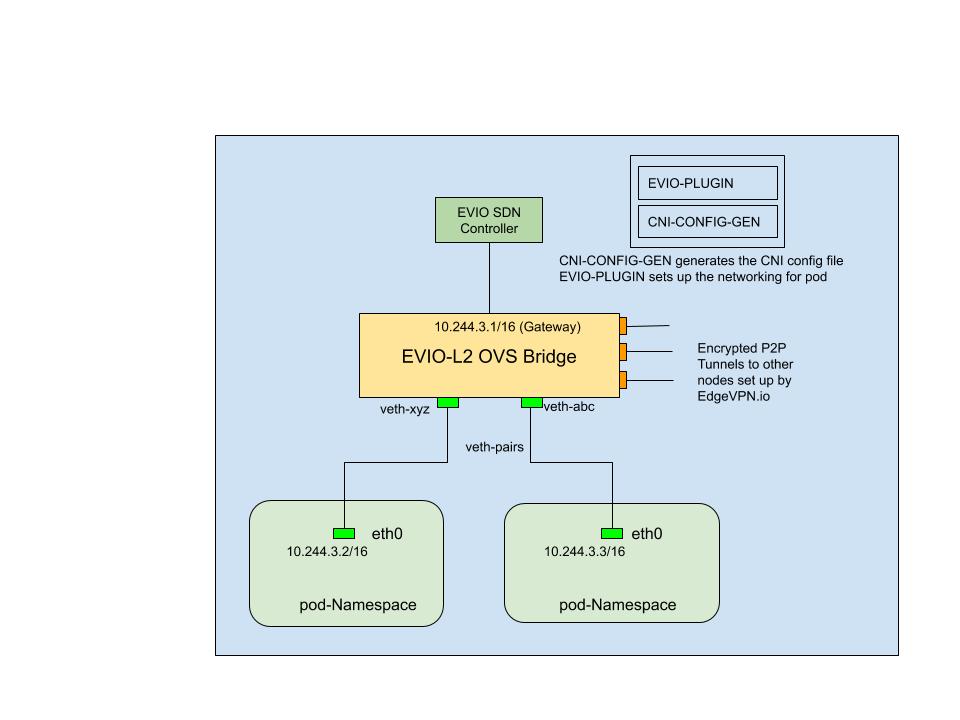 EVIO-PLUGIN
CNI-CONFIG-GEN
EVIO SDN
Controller
CNI-CONFIG-GEN generates the CNI config file
EVIO-PLUGIN sets up the networking for pod
10.244.3.1/16 (Gateway)
EVIO-L2 OVS Bridge
Encrypted P2P
Tunnels to other
nodes set up by
EdgeVPN.io
veth-xyz
veth-abc
veth-pairs
eth0
10.244.3.2/16
pod-Namespace
eth0
10.244.3.3/16
pod-Namespace